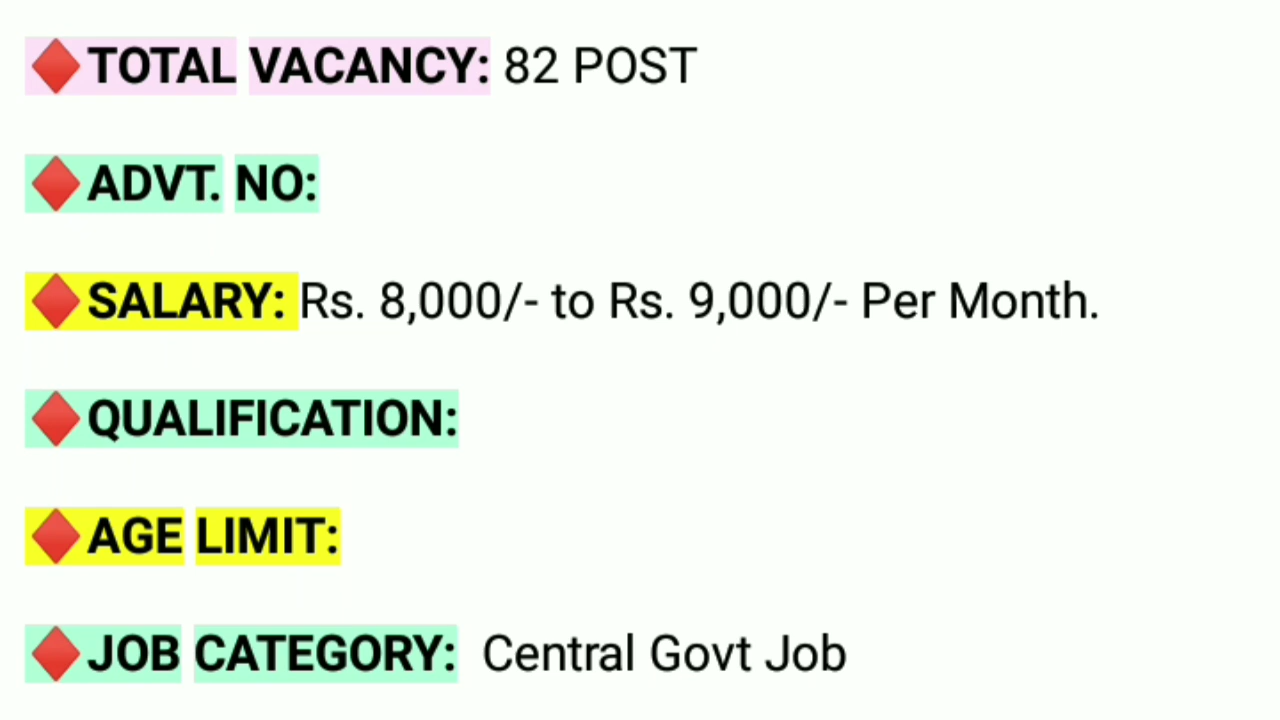 ♦️TOTAL VACANCY: 82 POST
♦️ADVT. NO:
♦️SALARY: Rs. 8,000/- to Rs. 9,000/- Per Month.
♦️QUALIFICATION:
♦️AGE LIMIT:
♦️JOB CATEGORY: Central Govt Job